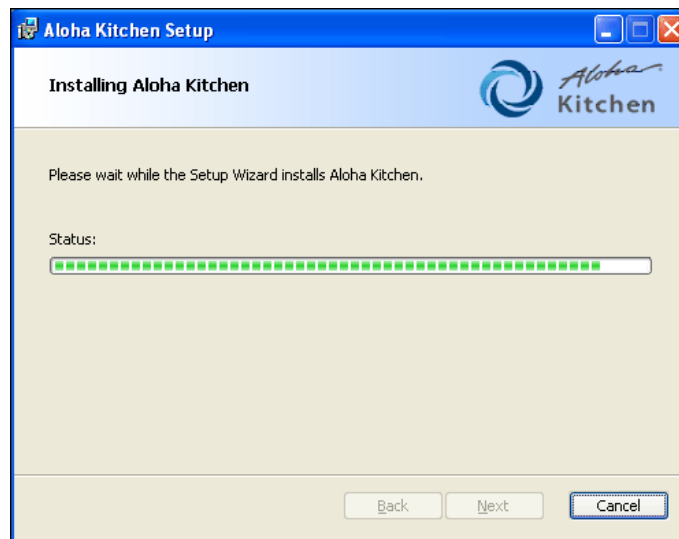 Aloha Kitchen Setup
Installing Aloha Kitchen
Aloha
Kitchen
Please wait while the Setup Wizard installs Aloha Kitchen.
Status:
Back Next Cancel